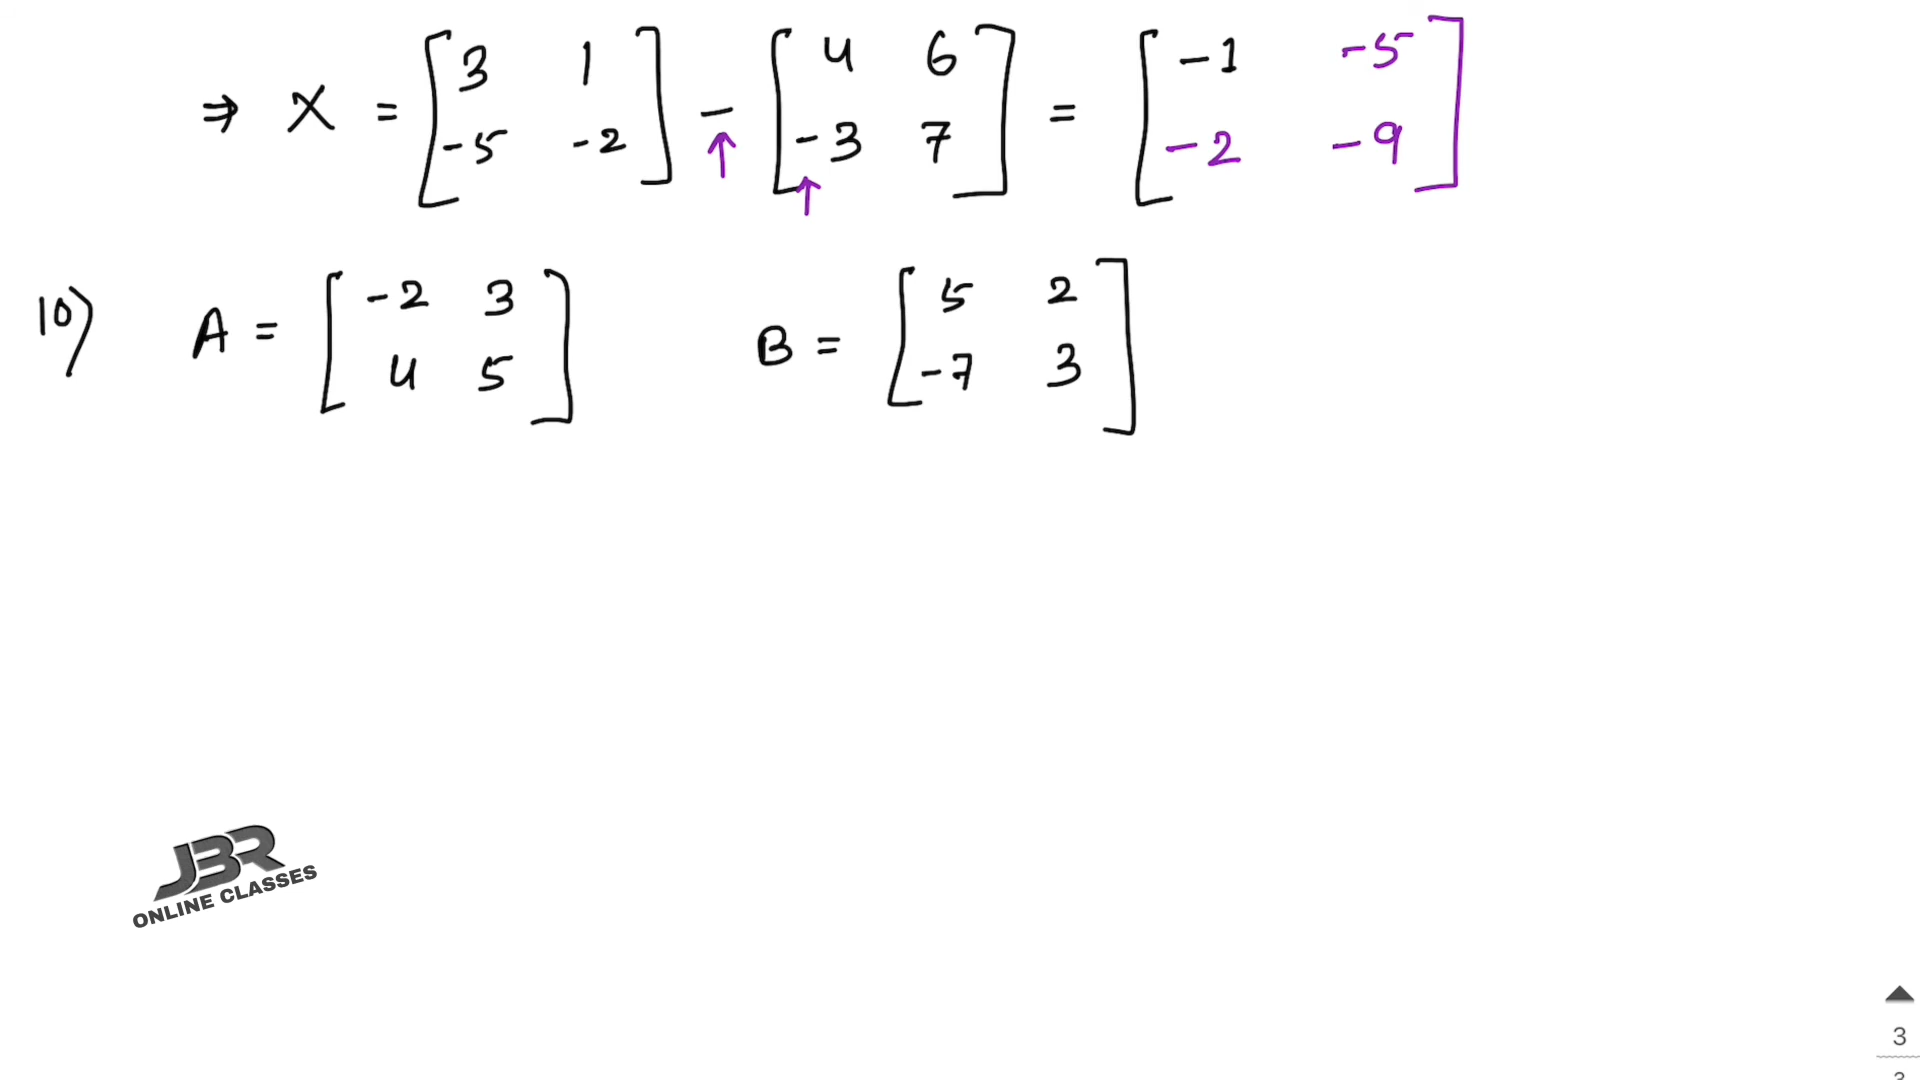 ⇒ X = [ 3 1 ] - [ 4 6 ] = [ -1 -5 ]
[ -5 -2 ] ↑ [ -3 7 ] [ -2 -9 ]
↑
10) A = [ -2 3 ] B = [ 5 2 ]
[ 4 5 ] [ -7 3 ]
JBR
ONLINE CLASSES
3